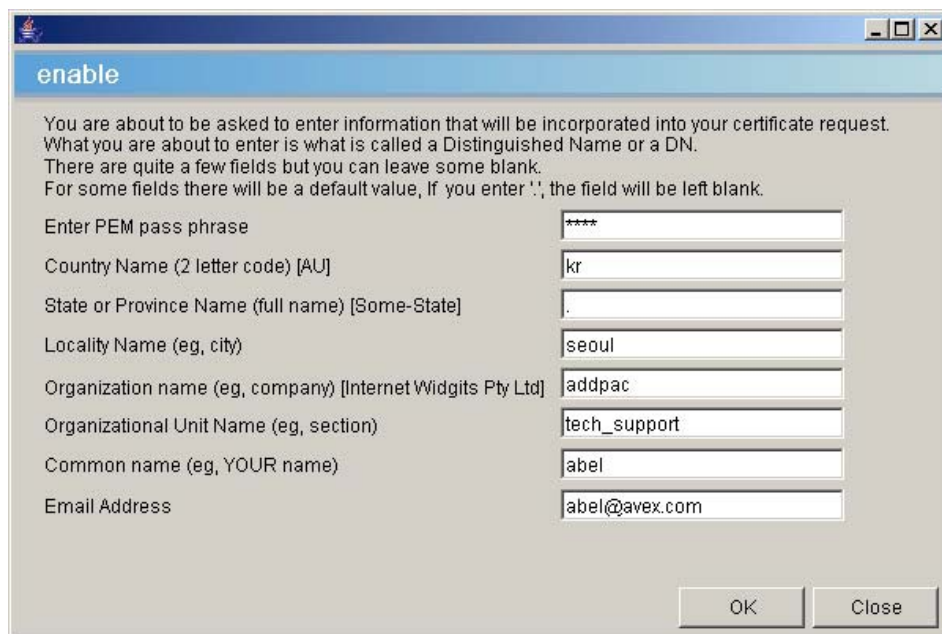 enable
You are about to be asked to enter information that will be incorporated into your certificate request.
What you are about to enter is what is called a Distinguished Name or a DN.
There are quite a few fields but you can leave some blank.
For some fields there will be a default value, If you enter '.', the field will be left blank.
Enter PEM pass phrase ****
Country Name (2 letter code) [AU] kr
State or Province Name (full name) [Some-State] .
Locality Name (eg, city) seoul
Organization name (eg, company) [Internet Widgits Pty Ltd] addpac
Organizational Unit Name (eg, section) tech_support
Common name (eg, YOUR name) abel
Email Address abel@avex.com
OK Close